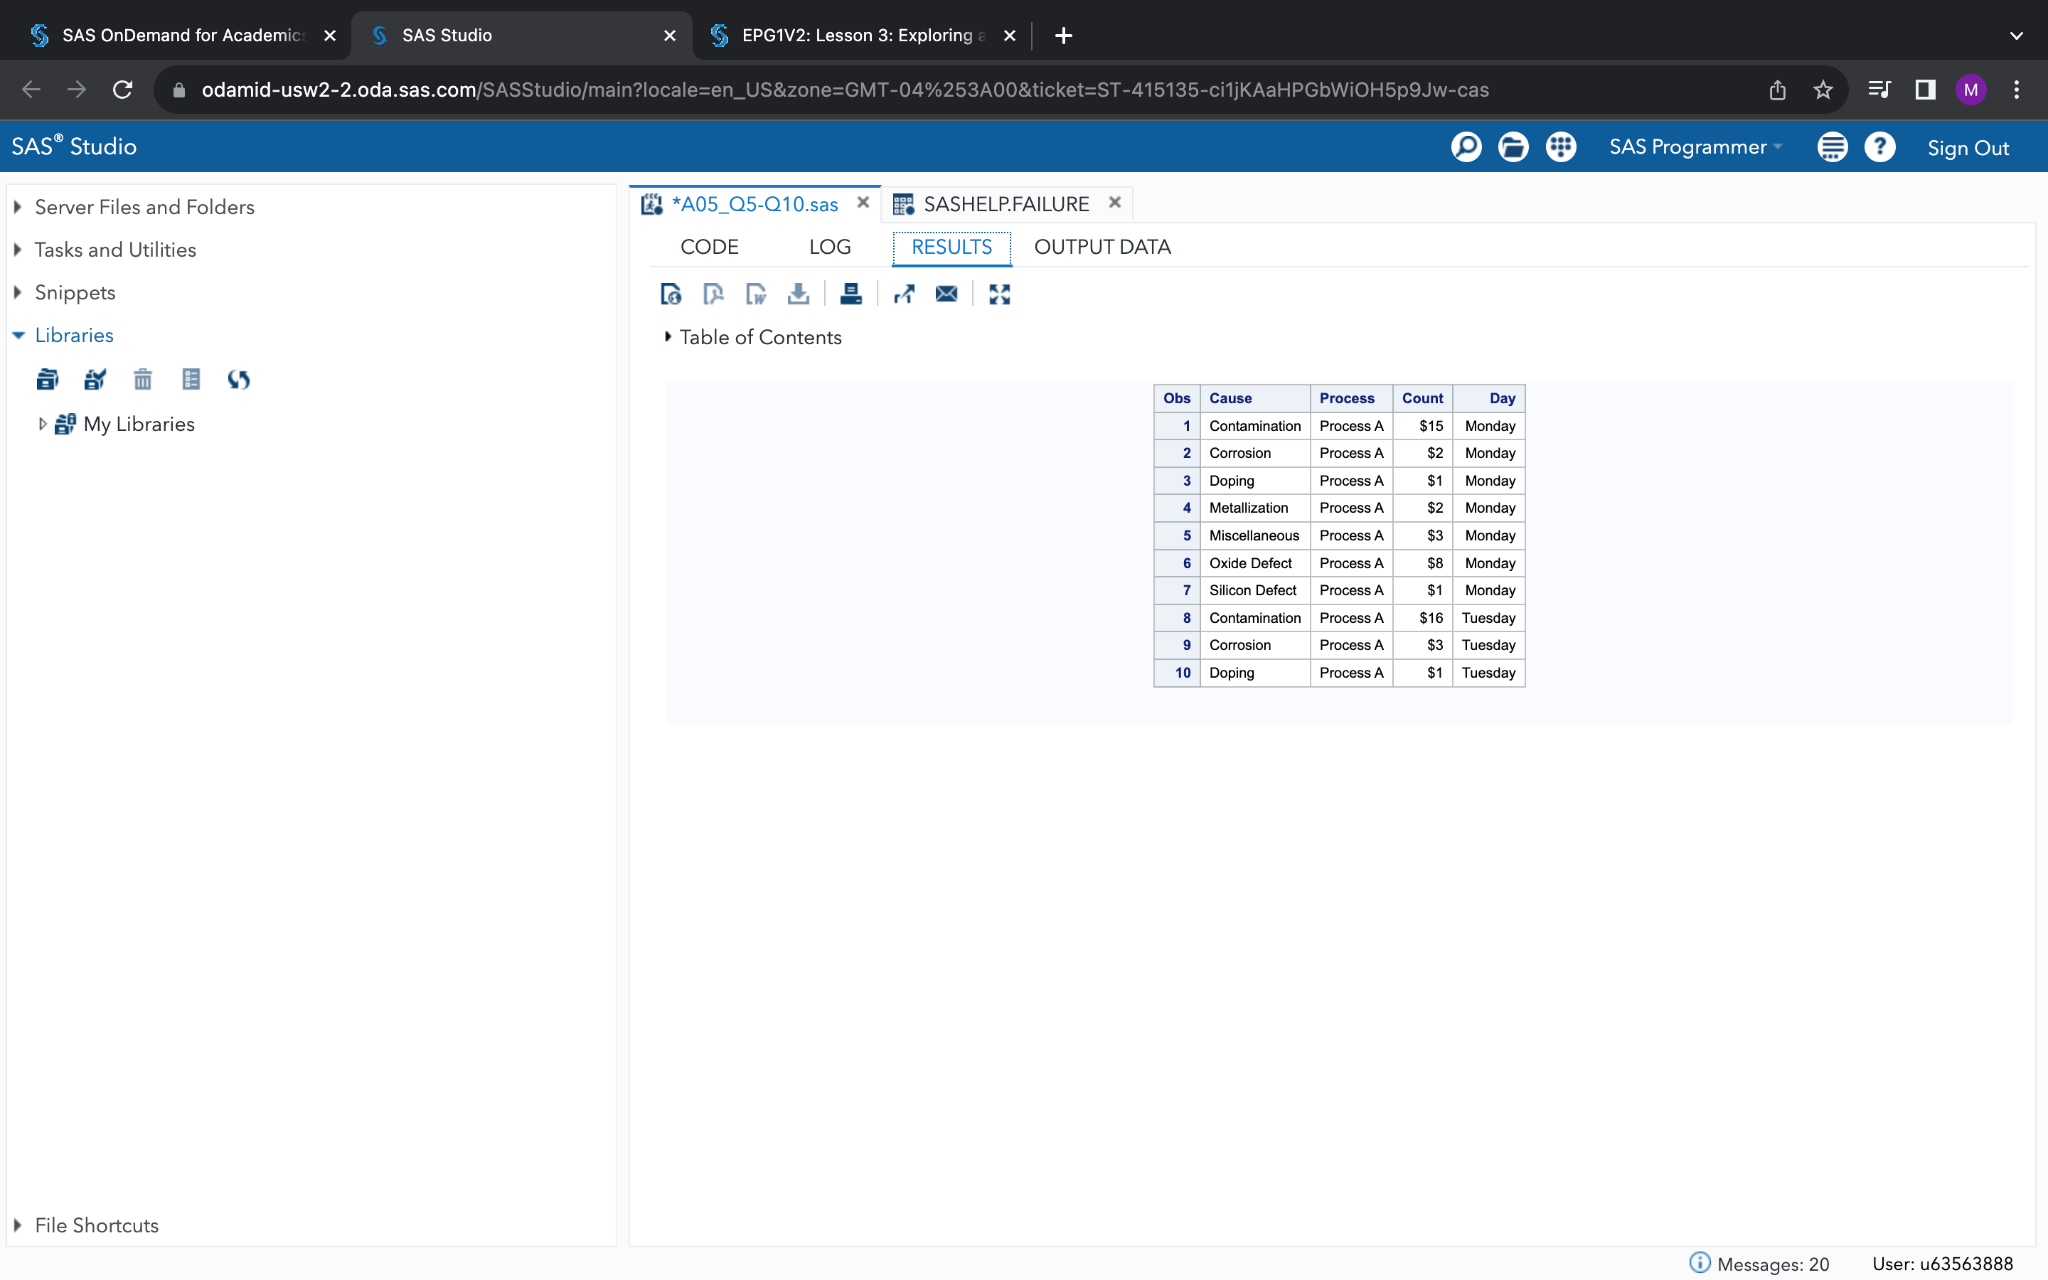 SAS OnDemand for Academics
SAS Studio
EPG1V2: Lesson 3: Exploring a
odamid-usw2-2.oda.sas.com/SASStudio/main?locale=en_US&zone=GMT-04%253A00&ticket=ST-415135-ci1jKAaHPGbWiOH5p9Jw-cas
M
SAS® Studio
SAS Programmer
?
Sign Out
Server Files and Folders
Tasks and Utilities
Snippets
Libraries
My Libraries
File Shortcuts
*A05_Q5-Q10.sas
SASHELP.FAILURE
CODE LOG RESULTS OUTPUT DATA
Table of Contents
Obs Cause Process Count Day
1 Contamination Process A $15 Monday
2 Corrosion Process A $2 Monday
3 Doping Process A $1 Monday
4 Metallization Process A $2 Monday
5 Miscellaneous Process A $3 Monday
6 Oxide Defect Process A $8 Monday
7 Silicon Defect Process A $1 Monday
8 Contamination Process A $16 Tuesday
9 Corrosion Process A $3 Tuesday
10 Doping Process A $1 Tuesday
Messages: 20 User: u63563888